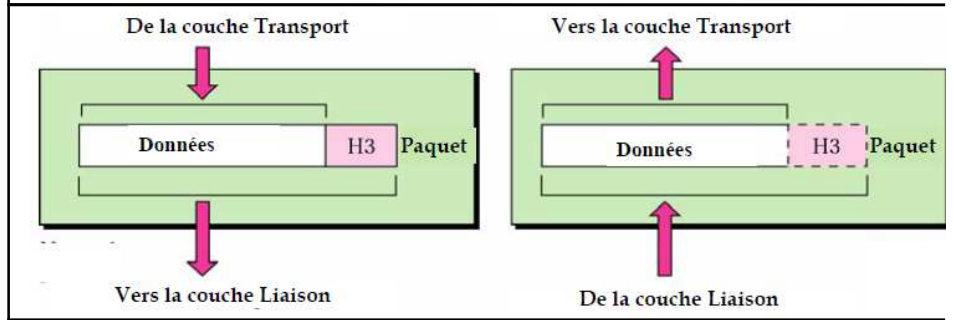 De la couche Transport
Données
H3
Paquet
Vers la couche Liaison
Vers la couche Transport
Données
H3
Paquet
De la couche Liaison